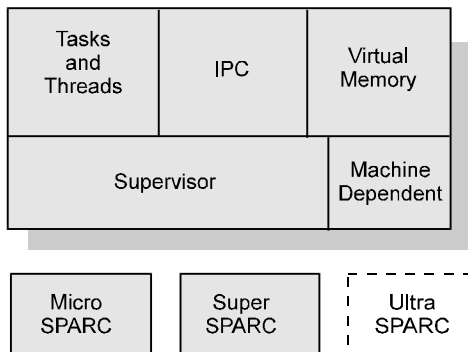 Tasks
and
Threads
IPC
Virtual
Memory
Supervisor
Machine
Dependent
Micro
SPARC
Super
SPARC
Ultra
SPARC